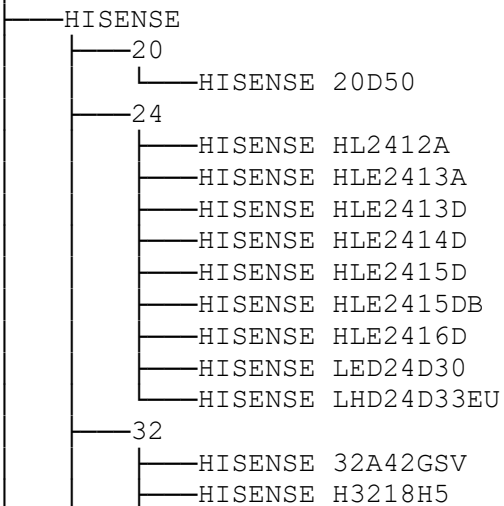 HISENSE
20
HISENSE 20D50
24
HISENSE HL2412A
HISENSE HLE2413A
HISENSE HLE2413D
HISENSE HLE2414D
HISENSE HLE2415D
HISENSE HLE2415DB
HISENSE HLE2416D
HISENSE LED24D30
HISENSE LHD24D33EU
32
HISENSE 32A42GSV
HISENSE H3218H5